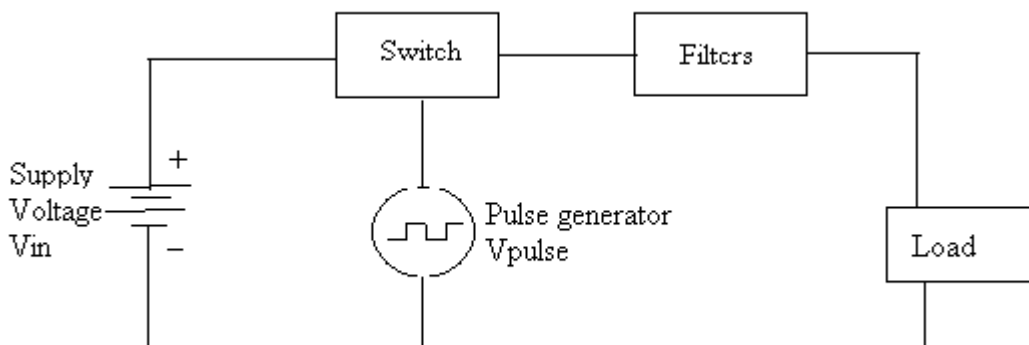 Switch
Filters
+
Supply
Voltage
Vin
−
Pulse generator
Vpulse
Load